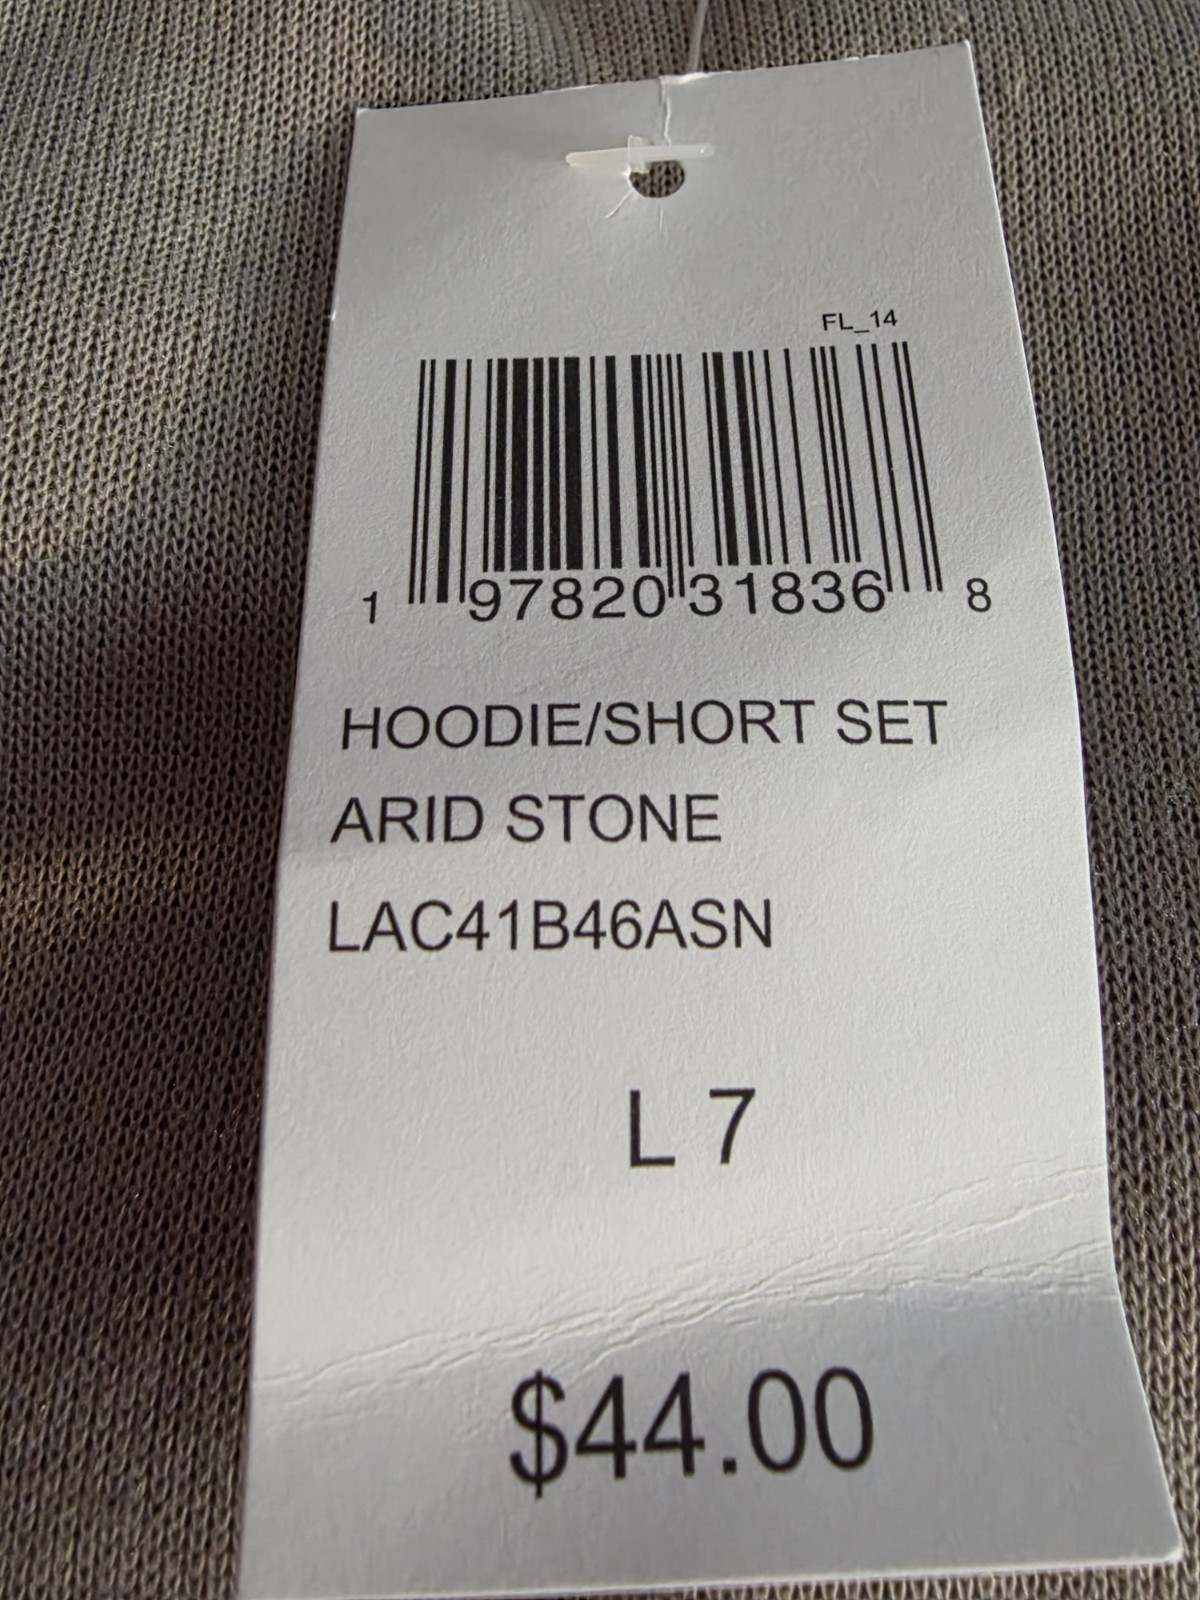 FL_14
1 97820 31836 8
HOODIE/SHORT SET
ARID STONE
LAC41B46ASN
L 7
$44.00